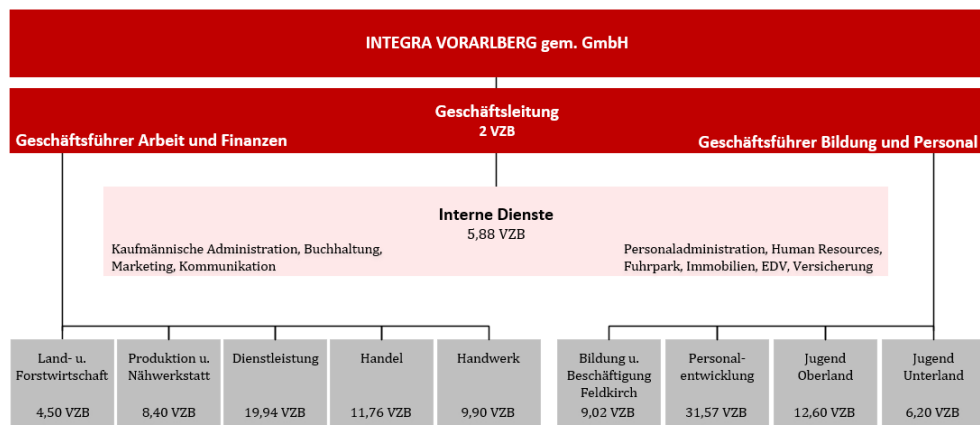 INTEGRA VORARLBERG gem. GmbH
Geschäftsleitung
2 VZB
Geschäftsführer Arbeit und Finanzen
Geschäftsführer Bildung und Personal
Interne Dienste
5,88 VZB
Kaufmännische Administration, Buchhaltung,
Marketing, Kommunikation
Personaladministration, Human Resources,
Fuhrpark, Immobilien, EDV, Versicherung
Land- u.
Forstwirtschaft
4,50 VZB
Produktion u.
Nähwerkstatt
8,40 VZB
Dienstleistung
19,94 VZB
Handel
11,76 VZB
Handwerk
9,90 VZB
Bildung u.
Beschäftigung
Feldkirch
9,02 VZB
Personal-
entwicklung
31,57 VZB
Jugend
Oberland
12,60 VZB
Jugend
Unterland
6,20 VZB